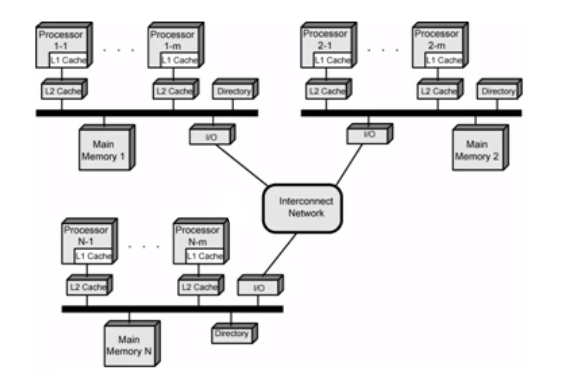 Processor
1-1
L1 Cache
. . .
Processor
1-m
L1 Cache
L2 Cache
L2 Cache
Directory
Main
Memory 1
I/O
Processor
2-1
L1 Cache
. . .
Processor
2-m
L1 Cache
L2 Cache
L2 Cache
Directory
I/O
Main
Memory 2
Interconnect
Network
Processor
N-1
L1 Cache
. . .
Processor
N-m
L1 Cache
L2 Cache
L2 Cache
I/O
Main
Memory N
Directory